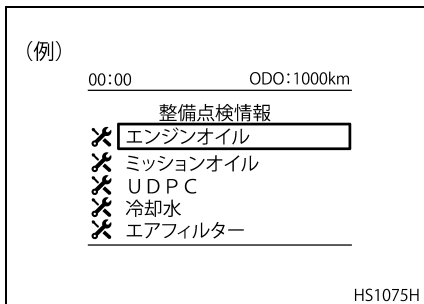 (例)
00:00 ODO:1000km
整備点検情報
エンジンオイル
ミッションオイル
ＵＤＰＣ
冷却水
エアフィルター
HS1075H